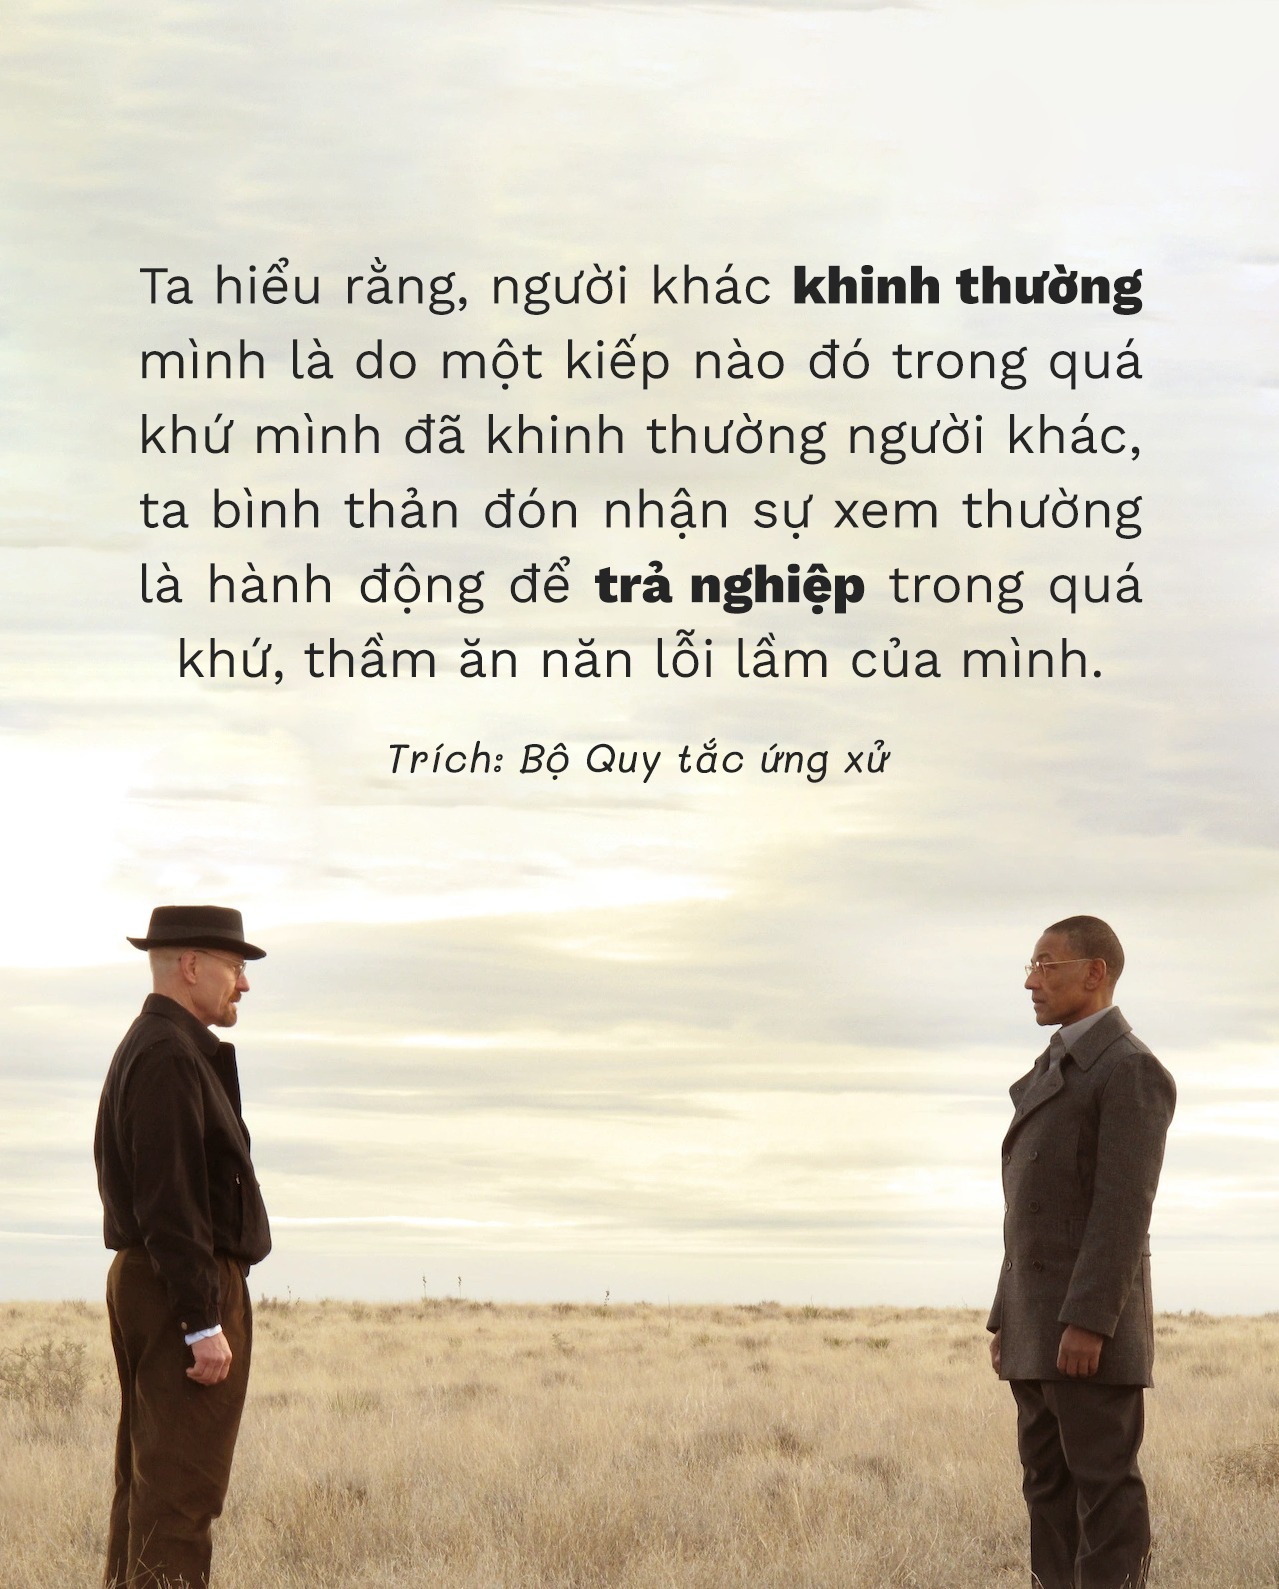 Ta hiểu rằng, người khác khinh thường
mình là do một kiếp nào đó trong quá
khứ mình đã khinh thường người khác,
ta bình thản đón nhận sự xem thường
là hành động để trả nghiệp trong quá
khứ, thầm ăn năn lỗi lầm của mình.
Trích: Bộ Quy tắc ứng xử